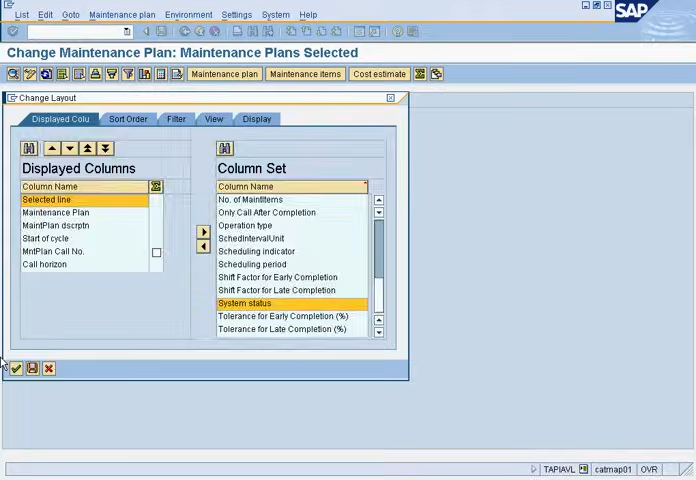 List Edit Goto Maintenance plan Environment Settings System Help
SAP
Change Maintenance Plan: Maintenance Plans Selected
Maintenance plan Maintenance items Cost estimate
Change Layout
Displayed Colu Sort Order Filter View Display
Displayed Columns
Column Name
Selected line
Maintenance Plan
MaintPlan dscrptn
Start of cycle
MntPlan Call No.
Call horizon
Column Set
Column Name
No. of MaintItems
Only Call After Completion
Operation type
SchedIntervalUnit
Scheduling indicator
Scheduling period
Shift Factor for Early Completion
Shift Factor for Late Completion
System status
Tolerance for Early Completion (%)
Tolerance for Late Completion (%)
TAPIAVL catmap01 OVR